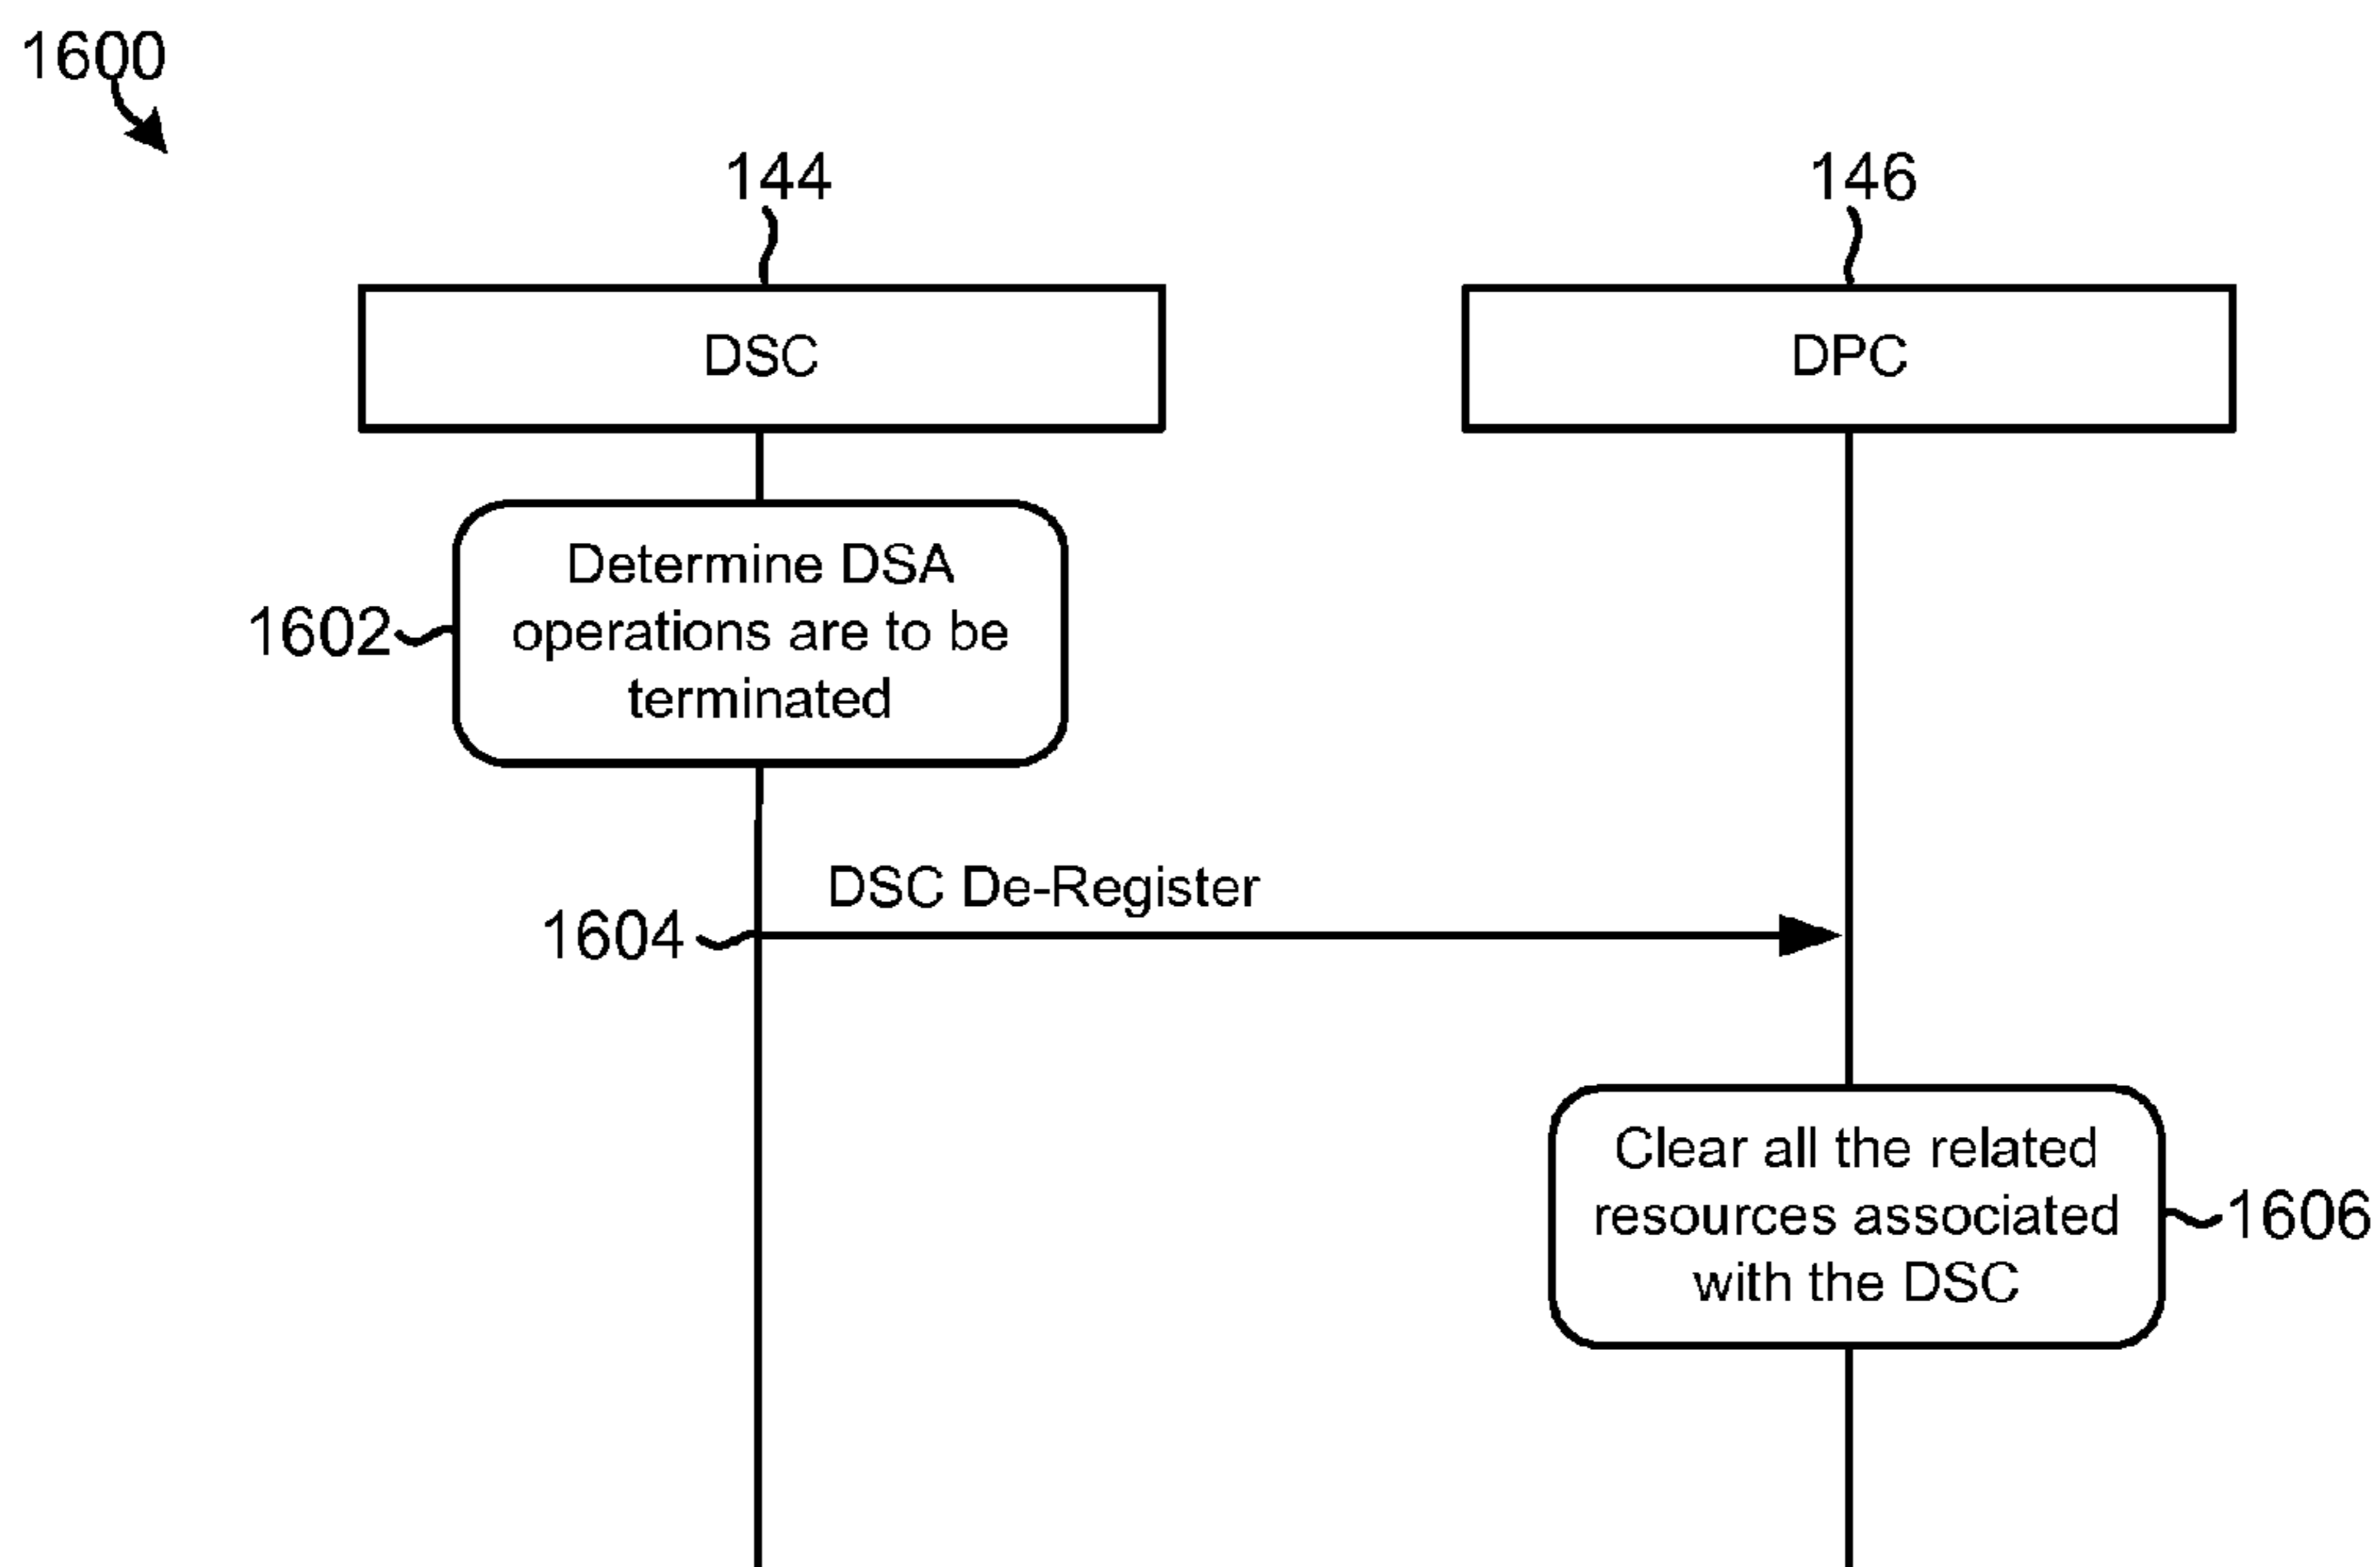 1600
144
146
DSC
DPC
Determine DSA
operations are to be
terminated
1602
DSC De-Register
1604
Clear all the related
resources associated
with the DSC
1606